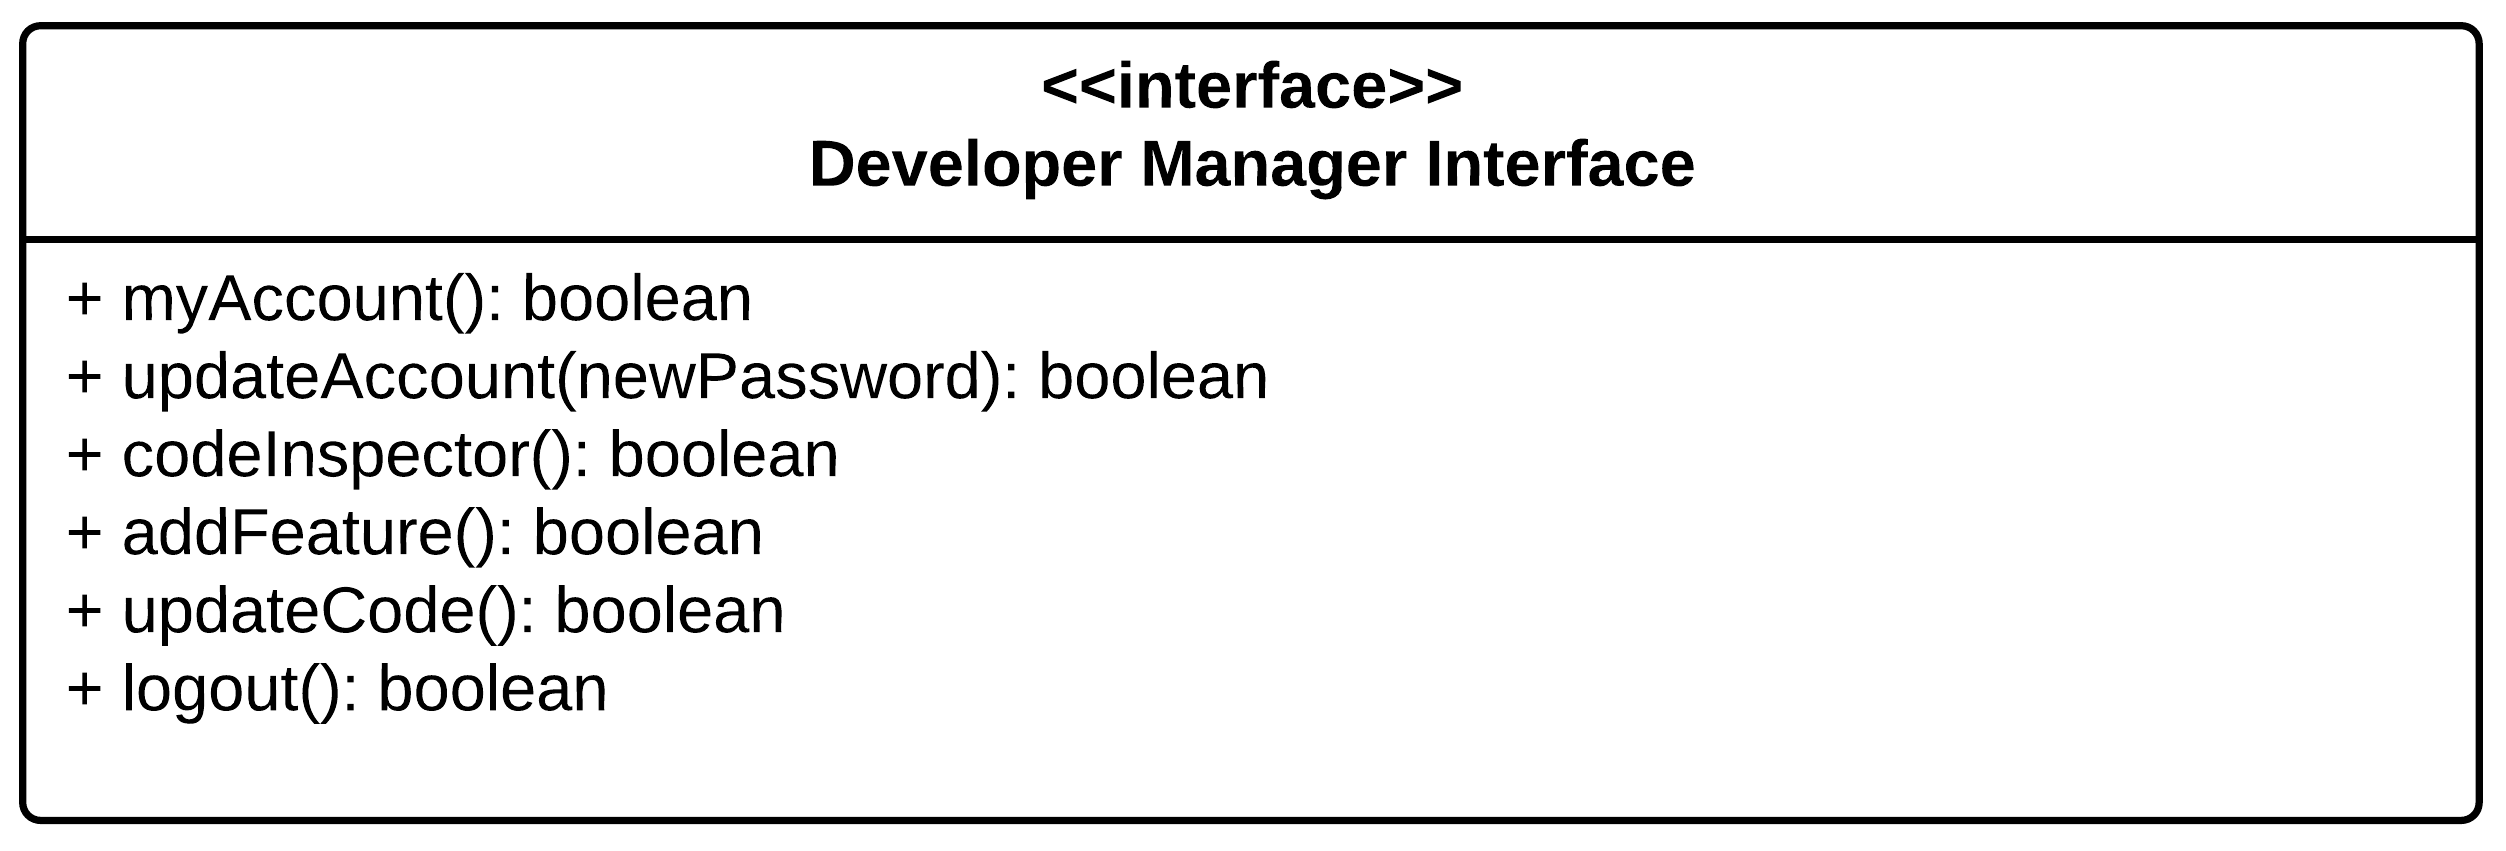 <<interface>>
Developer Manager Interface
+ myAccount(): boolean
+ updateAccount(newPassword): boolean
+ codeInspector(): boolean
+ addFeature(): boolean
+ updateCode(): boolean
+ logout(): boolean